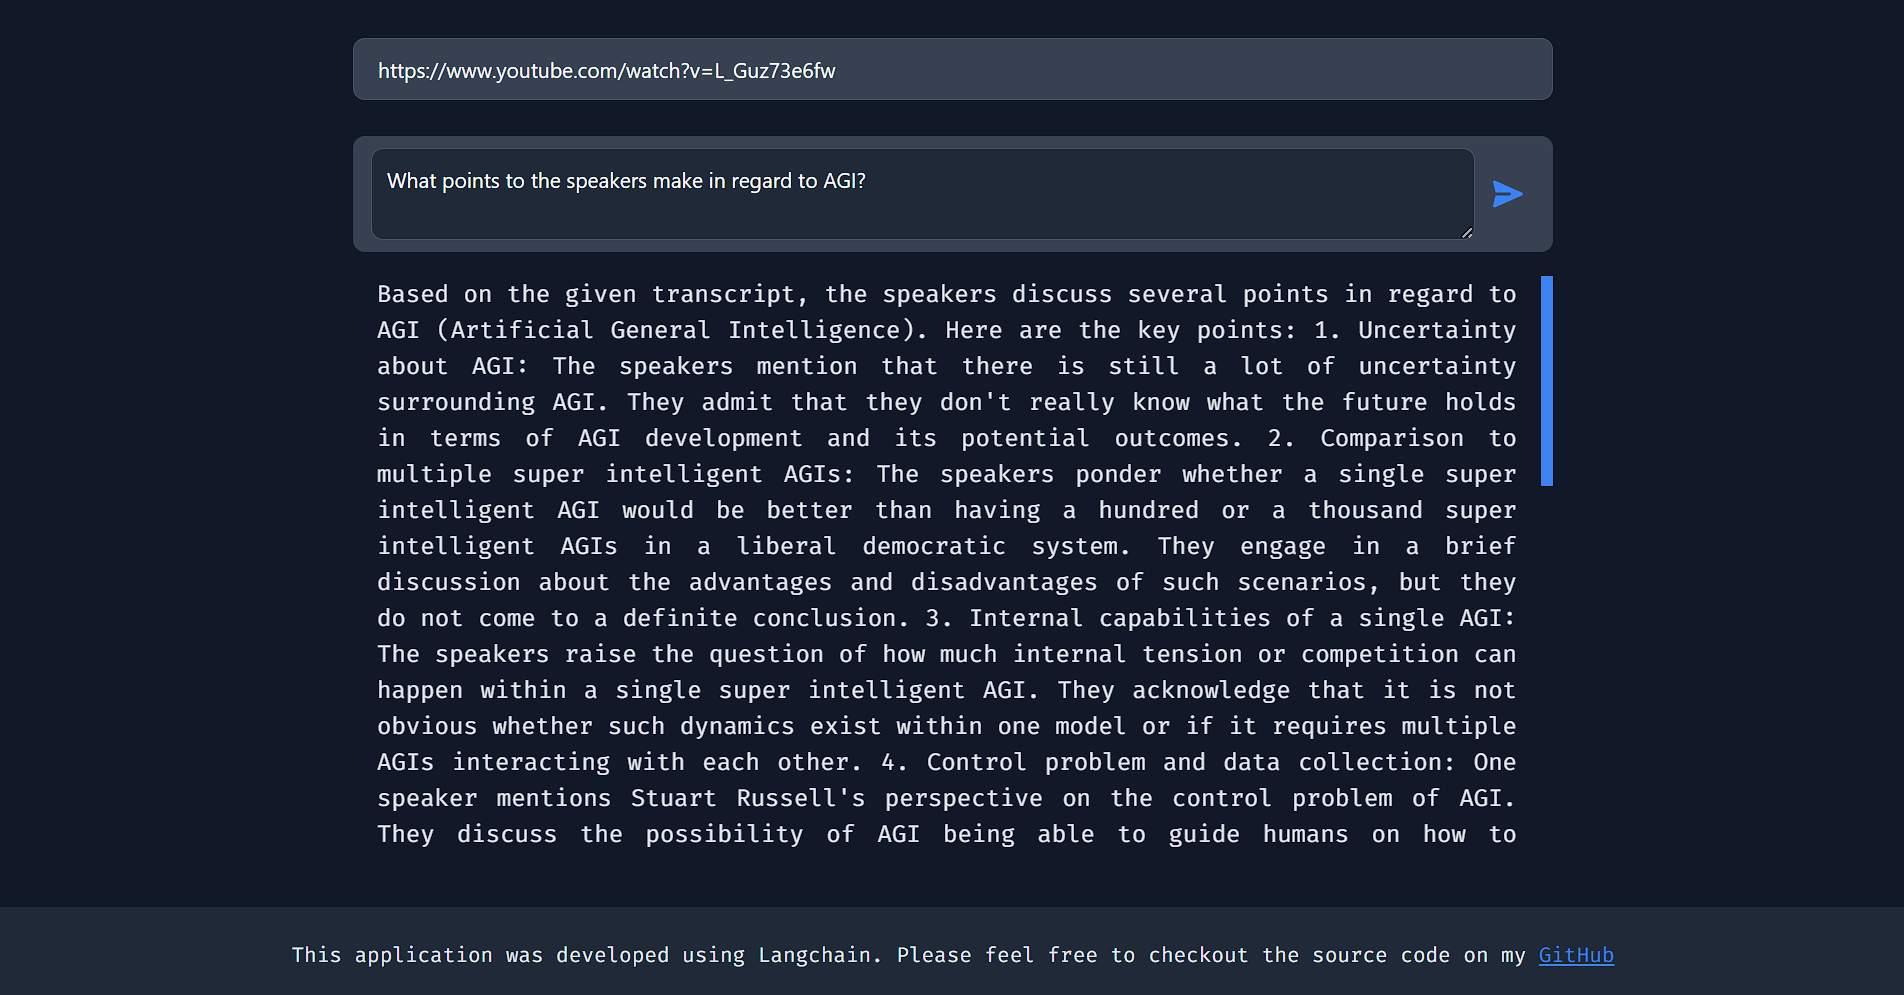 https://www.youtube.com/watch?v=L_Guz73e6fw
What points to the speakers make in regard to AGI?
Based on the given transcript, the speakers discuss several points in regard to
AGI (Artificial General Intelligence). Here are the key points: 1. Uncertainty
about AGI: The speakers mention that there is still a lot of uncertainty
surrounding AGI. They admit that they don't really know what the future holds
in terms of AGI development and its potential outcomes. 2. Comparison to
multiple super intelligent AGIs: The speakers ponder whether a single super
intelligent AGI would be better than having a hundred or a thousand super
intelligent AGIs in a liberal democratic system. They engage in a brief
discussion about the advantages and disadvantages of such scenarios, but they
do not come to a definite conclusion. 3. Internal capabilities of a single AGI:
The speakers raise the question of how much internal tension or competition can
happen within a single super intelligent AGI. They acknowledge that it is not
obvious whether such dynamics exist within one model or if it requires multiple
AGIs interacting with each other. 4. Control problem and data collection: One
speaker mentions Stuart Russell's perspective on the control problem of AGI.
They discuss the possibility of AGI being able to guide humans on how to
This application was developed using Langchain. Please feel free to checkout the source code on my GitHub